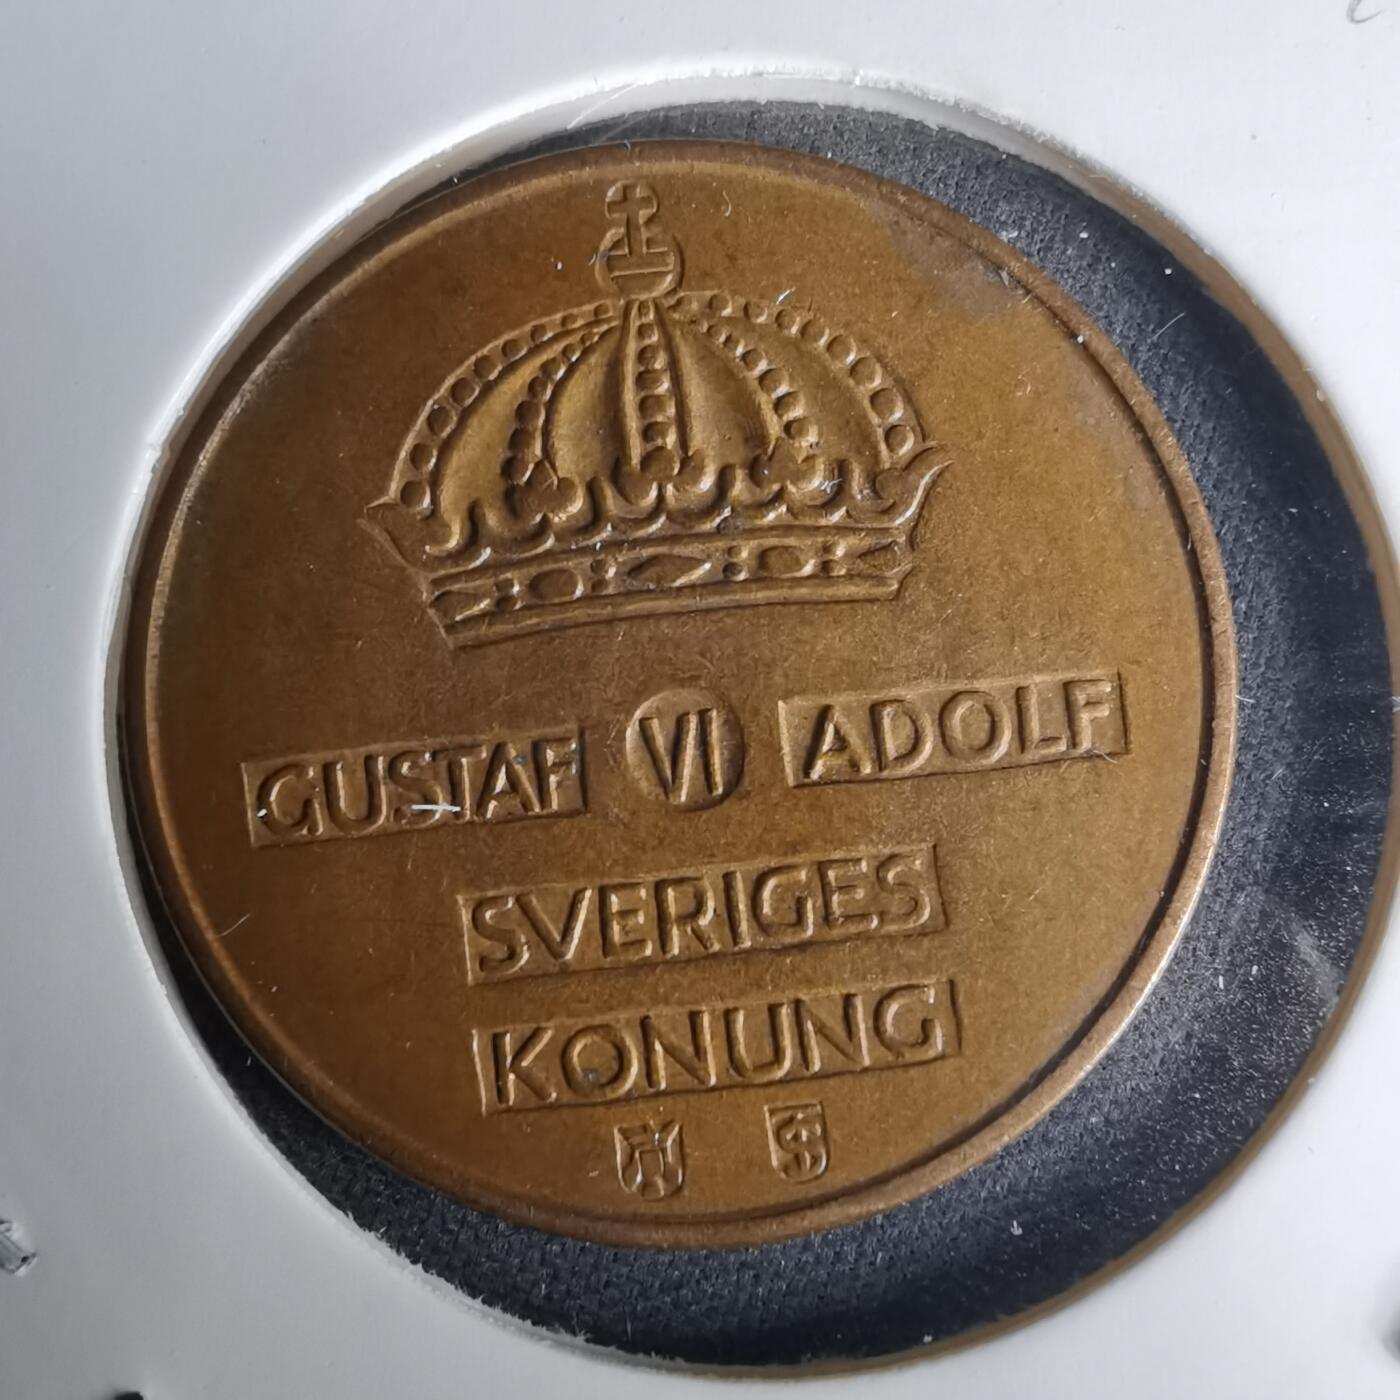 GUSTAF VI ADOLF
SVERIGES
KONUNG